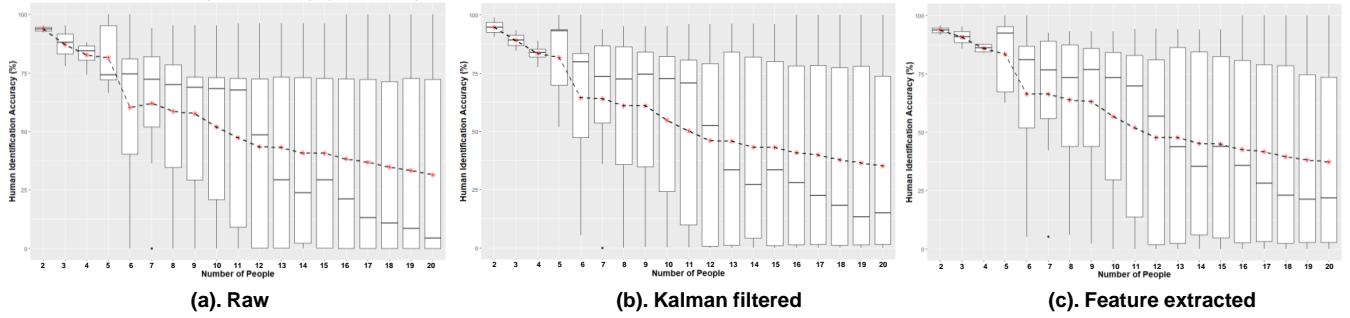 Human Identification Accuracy (%)
100
75
50
25
0
2 3 4 5 6 7 8 9 10 11 12 13 14 15 16 17 18 19 20
Number of People
(a). Raw
Human Identification Accuracy (%)
100
75
50
25
0
2 3 4 5 6 7 8 9 10 11 12 13 14 15 16 17 18 19 20
Number of People
(b). Kalman filtered
Human Identification Accuracy (%)
100
75
50
25
0
2 3 4 5 6 7 8 9 10 11 12 13 14 15 16 17 18 19 20
Number of People
(c). Feature extracted